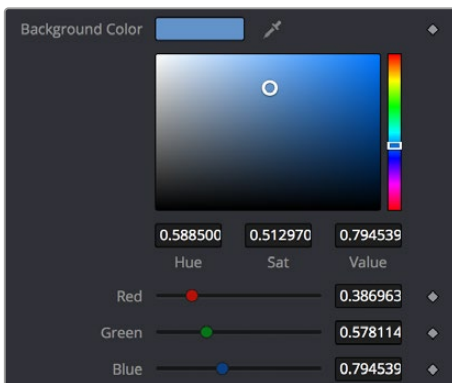 Background Color
0.588500 0.512970 0.794539
Hue Sat Value
Red 0.386963
Green 0.578114
Blue 0.794539